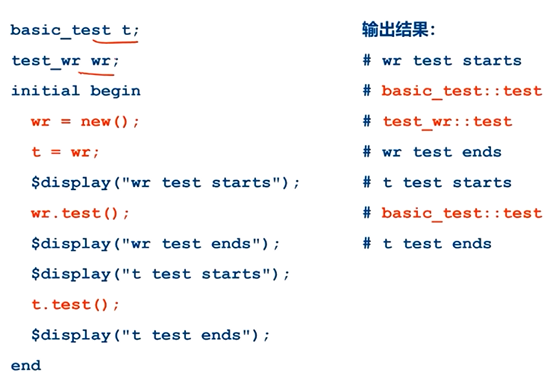 basic_test t;
test_wr wr;
initial begin
wr = new();
t = wr;
$display("wr test starts");
wr.test();
$display("wr test ends");
$display("t test starts");
t.test();
$display("t test ends");
end
输出结果：
# wr test starts
# basic_test::test
# test_wr::test
# wr test ends
# t test starts
# basic_test::test
# t test ends